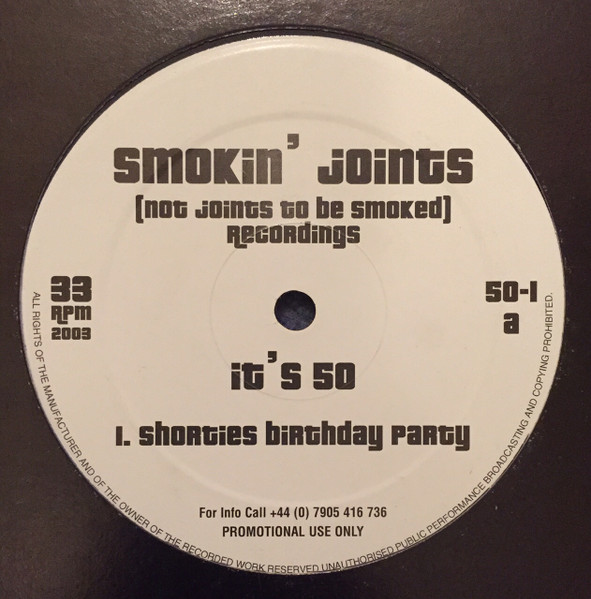 smokin' joints
(not joints to be smoked)
Recordings
33
RPM
2003
50-1
a
it's 50
1. shorties birthday party
For Info Call +44 (0) 7905 416 736
PROMOTIONAL USE ONLY
ALL RIGHTS OF THE MANUFACTURER AND OF THE OWNER OF THE RECORDED WORK RESERVED UNAUTHORISED PUBLIC PERFORMANCE BROADCASTING AND COPYING PROHIBITED.